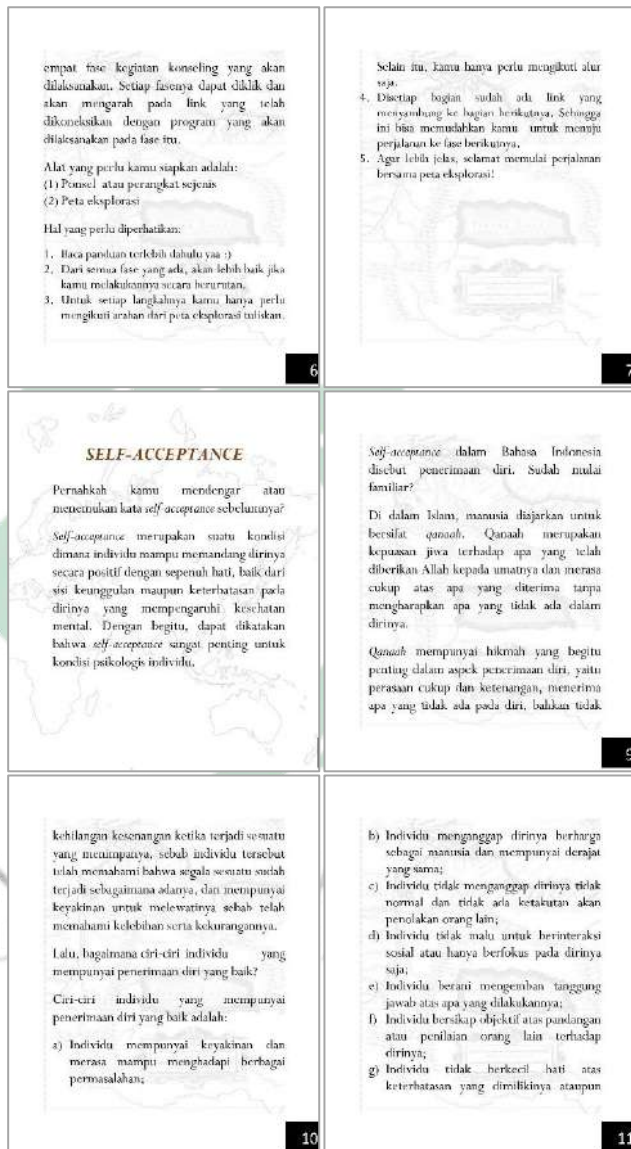 empat fase kegiatan konseling yang akan
dilaksanakan. Setiap fasenya dapat diklik dan
akan mengarah pada link yang telah
dikoneksikan dengan program yang akan
dilaksanakan pada fase itu.
Alat yang perlu kamu siapkan adalah:
(1) Ponsel atau perangkat sejenis
(2) Peta eksplorasi
Hal yang perlu diperhatikan:
1. Baca panduan terlebih dahulu yaa :)
2. Dari semua fase yang ada, akan lebih baik jika
kamu melakukannya secara berurutan.
3. Untuk setiap langkahnya kamu hanya perlu
mengikuti arahan dari peta eksplorasi tuliskan.
6
Selain itu, kamu hanya perlu mengikuti alur
saja.
4. Disetiap bagian sudah ada link yang
menyambung ke bagian berikutnya. Sehingga
ini bisa memudahkan kamu untuk menuju
perjalanan ke fase berikutnya.
5. Agar lebih jelas, selamat memulai perjalanan
bersama peta eksplorasi!
7
SELF-ACCEPTANCE
Pernahkah kamu mendengar atau
menemukan kata self-acceptance sebelumnya?
Self-acceptance merupakan suatu kondisi
dimana individu mampu memandang dirinya
secara positif dengan sepenuh hati, baik dari
sisi keunggulan maupun keterbatasan pada
dirinya yang mempengaruhi kesehatan
mental. Dengan begitu, dapat dikatakan
bahwa self-acceptance sangat penting untuk
kondisi psikologis individu.
Self-acceptance dalam Bahasa Indonesia
disebut penerimaan diri. Sudah mulai
familiar?
Di dalam Islam, manusia diajarkan untuk
bersifat qanaah. Qanaah merupakan
kepuasan jiwa terhadap apa yang telah
diberikan Allah kepada umatnya dan merasa
cukup atas apa yang diterima tanpa
mengharapkan apa yang tidak ada dalam
dirinya.
Qanaah mempunyai hikmah yang begitu
penting dalam aspek penerimaan diri, yaitu
perasaan cukup dan ketenangan, menerima
apa yang tidak ada pada diri, bahkan tidak
9
kehilangan kesenangan ketika terjadi sesuatu
yang menimpanya, sebab individu tersebut
telah memahami bahwa segala sesuatu sudah
terjadi sebagaimana adanya, dan mempunyai
keyakinan untuk melewatinya sebab telah
memahami kelebihan serta kekurangannya.
Lalu, bagaimana ciri-ciri individu yang
mempunyai penerimaan diri yang baik?
Ciri-ciri individu yang mempunyai
penerimaan diri yang baik adalah:
a) Individu mempunyai keyakinan dan
merasa mampu menghadapi berbagai
permasalahan;
10
b) Individu menganggap dirinya berharga
sebagai manusia dan mempunyai derajat
yang sama;
c) Individu tidak menganggap dirinya tidak
normal dan tidak ada ketakutan akan
penolakan orang lain;
d) Individu tidak malu untuk berinteraksi
sosial atau hanya berfokus pada dirinya
saja;
e) Individu berani mengemban tanggung
jawab atas apa yang dilakukannya;
f) Individu bersikap objektif atas pandangan
atau penilaian orang lain terhadap
dirinya;
g) Individu tidak berkecil hati atas
keterbatasan yang dimilikinya ataupun
11